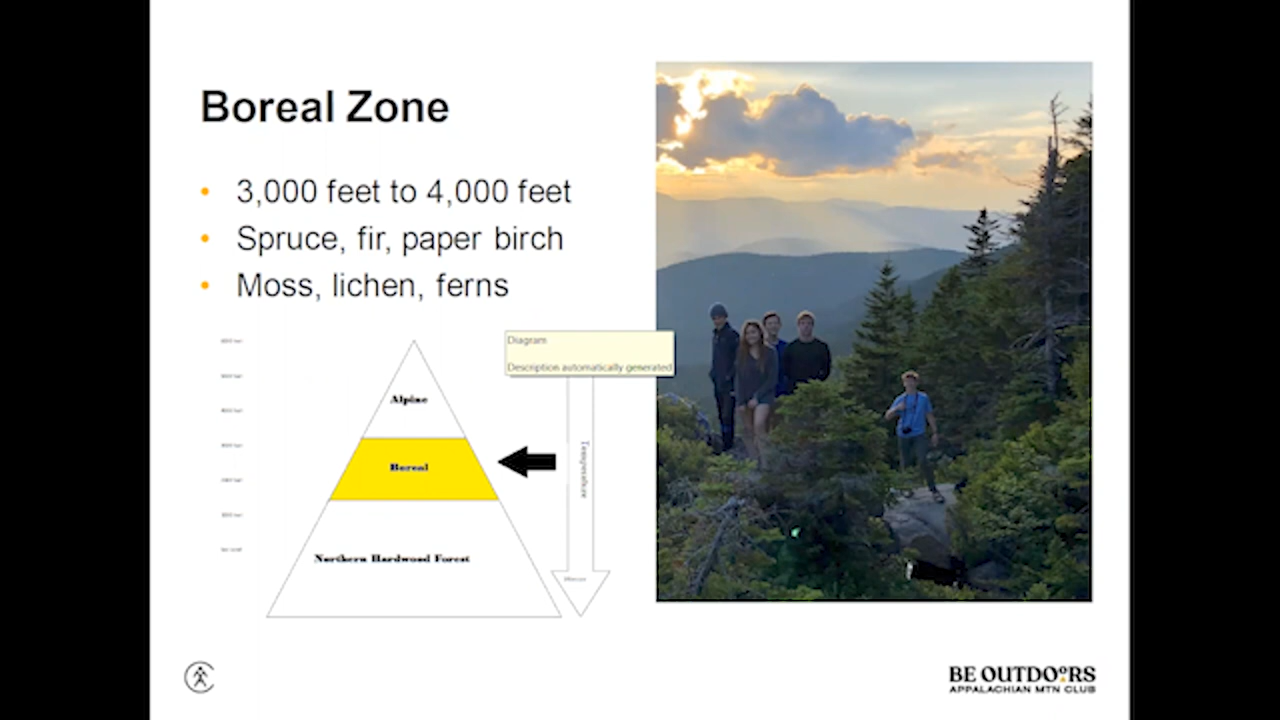 Boreal Zone
• 3,000 feet to 4,000 feet
• Spruce, fir, paper birch
• Moss, lichen, ferns
Diagram
Description automatically generated
Alpine
Boreal
Temperature
Northern Hardwood Forest
BE OUTDOORS
APPALACHIAN MTN CLUB